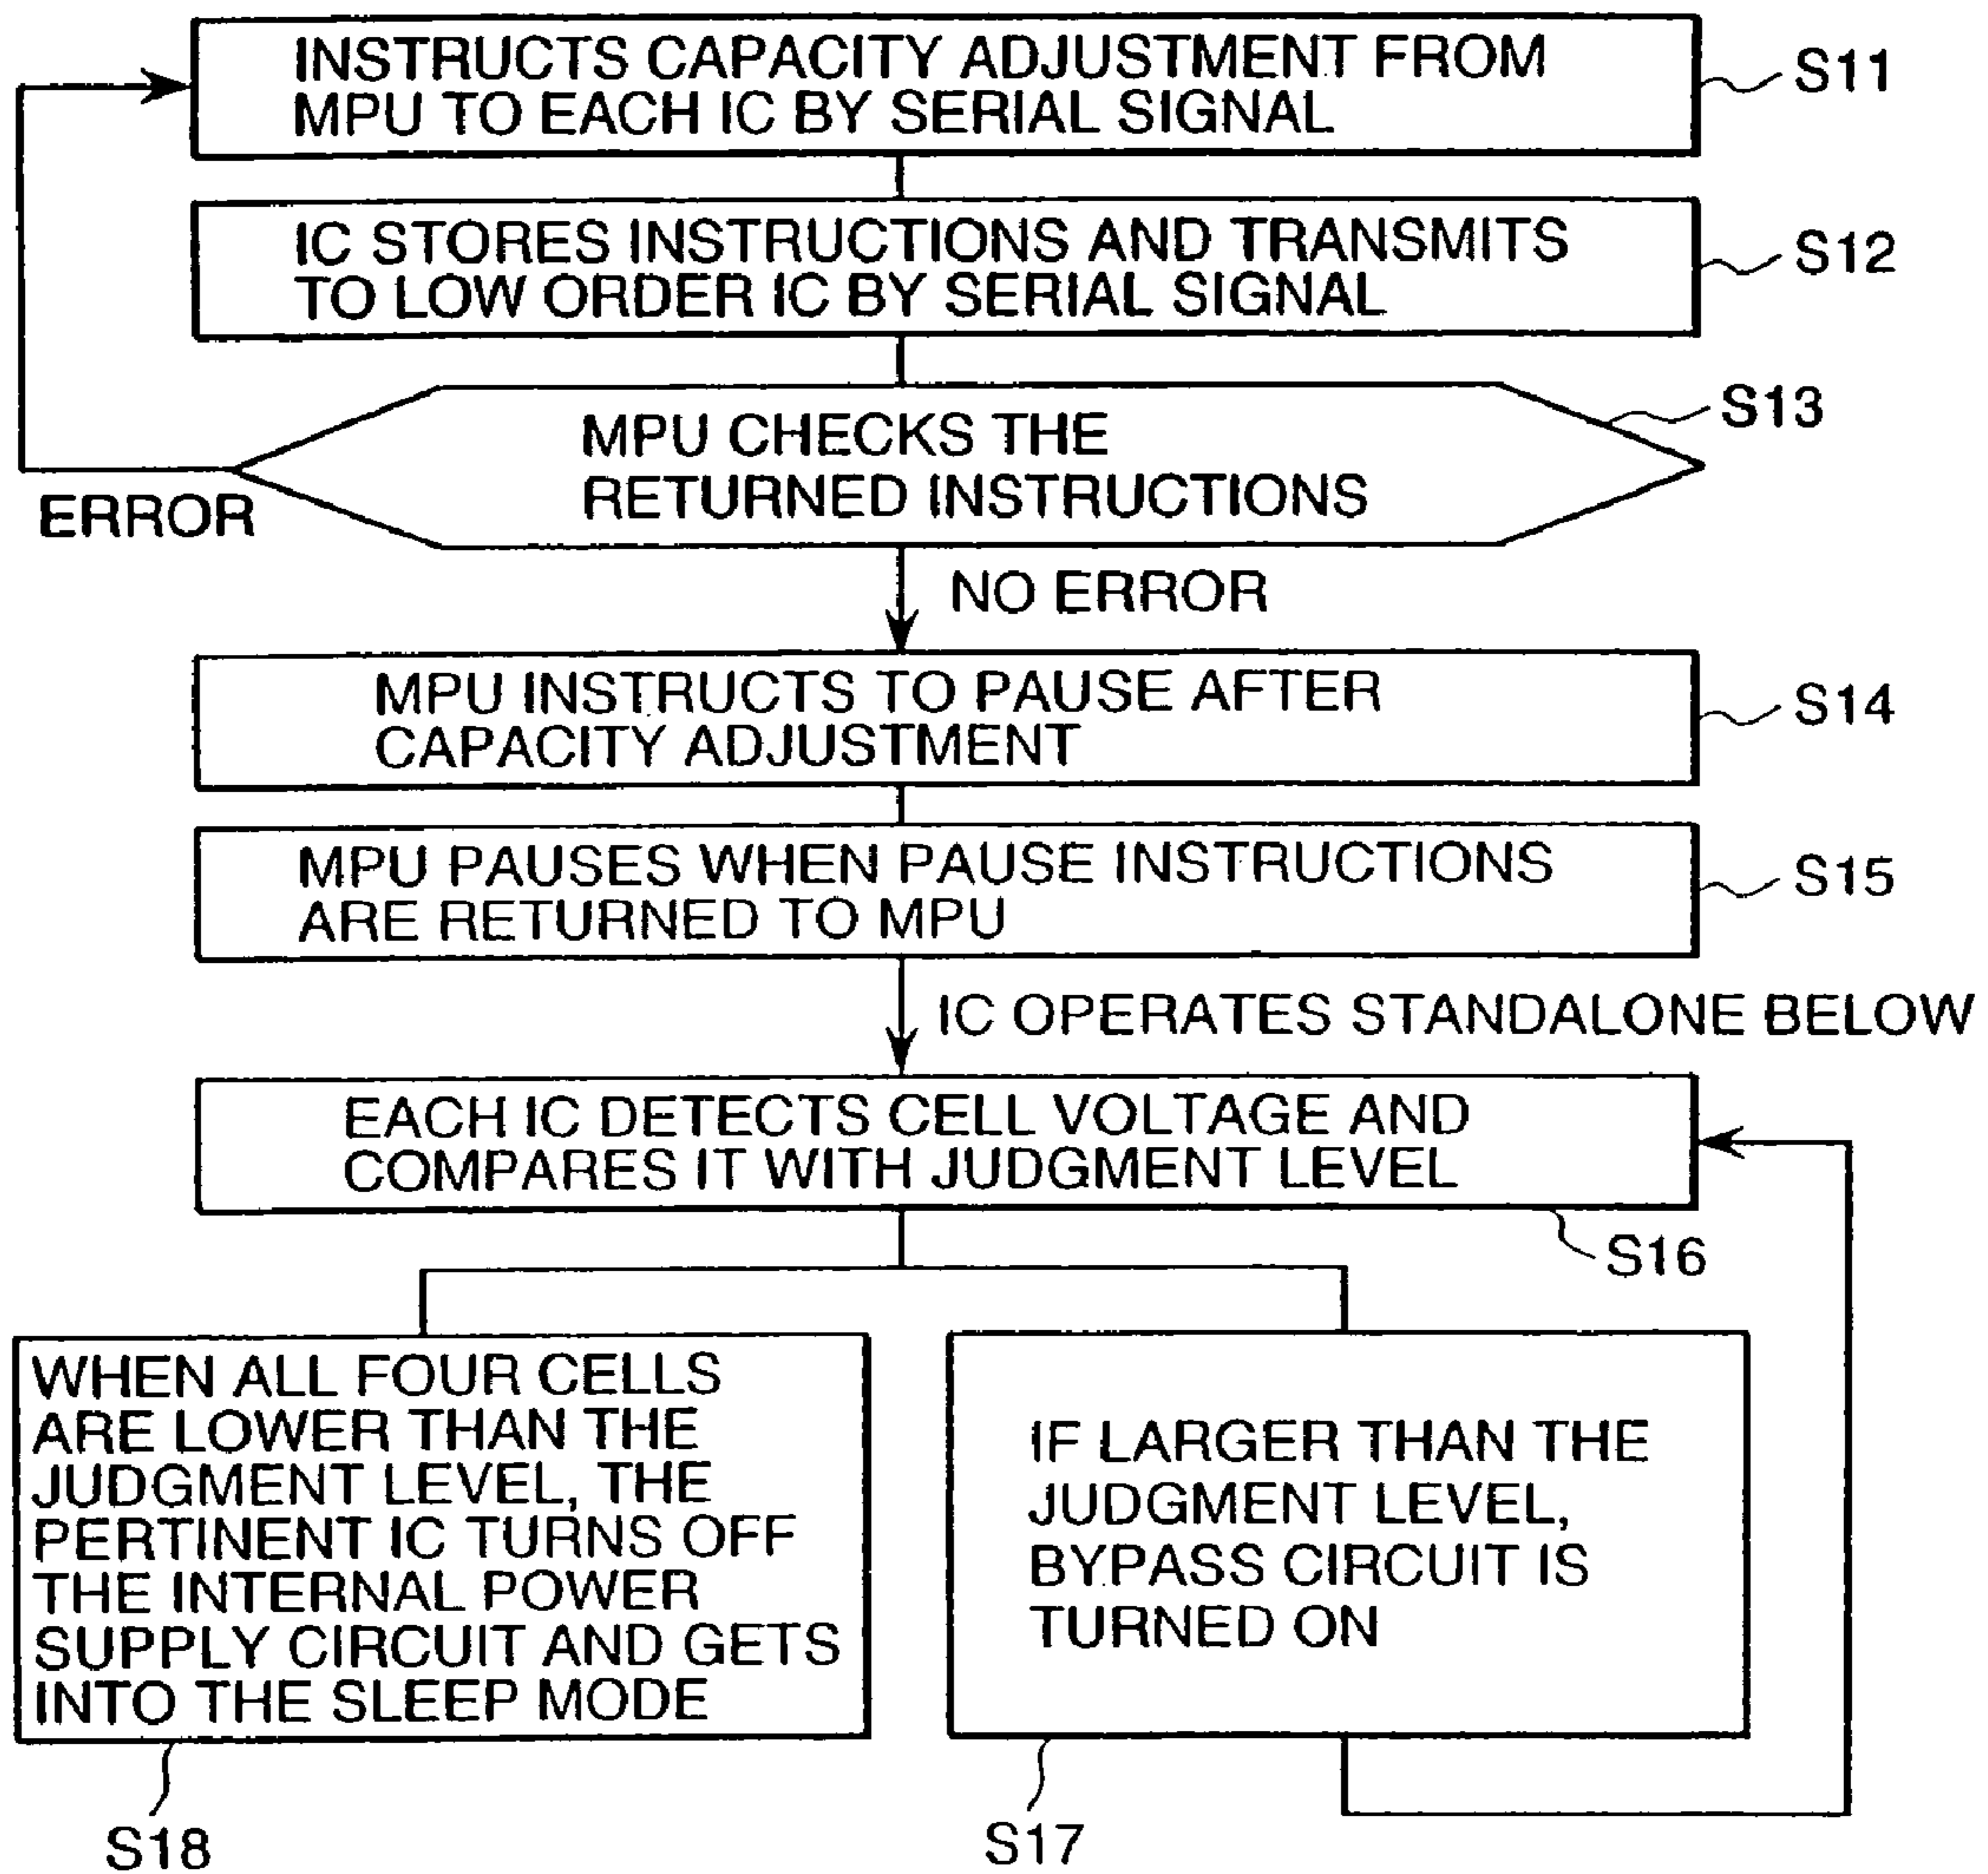 INSTRUCTS CAPACITY ADJUSTMENT FROM
MPU TO EACH IC BY SERIAL SIGNAL
S11
IC STORES INSTRUCTIONS AND TRANSMITS
TO LOW ORDER IC BY SERIAL SIGNAL
S12
MPU CHECKS THE
RETURNED INSTRUCTIONS
S13
ERROR
NO ERROR
MPU INSTRUCTS TO PAUSE AFTER
CAPACITY ADJUSTMENT
S14
MPU PAUSES WHEN PAUSE INSTRUCTIONS
ARE RETURNED TO MPU
S15
IC OPERATES STANDALONE BELOW
EACH IC DETECTS CELL VOLTAGE AND
COMPARES IT WITH JUDGMENT LEVEL
S16
WHEN ALL FOUR CELLS
ARE LOWER THAN THE
JUDGMENT LEVEL, THE
PERTINENT IC TURNS OFF
THE INTERNAL POWER
SUPPLY CIRCUIT AND GETS
INTO THE SLEEP MODE
S18
IF LARGER THAN THE
JUDGMENT LEVEL,
BYPASS CIRCUIT IS
TURNED ON
S17